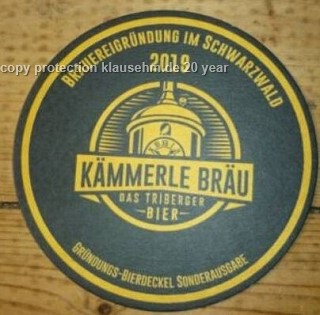 BRAUEREIGRÜNDUNG IM SCHWARZWALD
2019
copy protection klausehm.de 20 year
KÄMMERLE BRÄU
DAS TRIBERGER
BIER
GRÜNDUNGS-BIERDECKEL SONDERAUSGABE